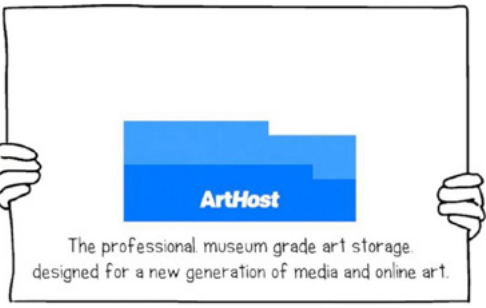 ArtHost
The professional. museum grade art storage.
designed for a new generation of media and online art.